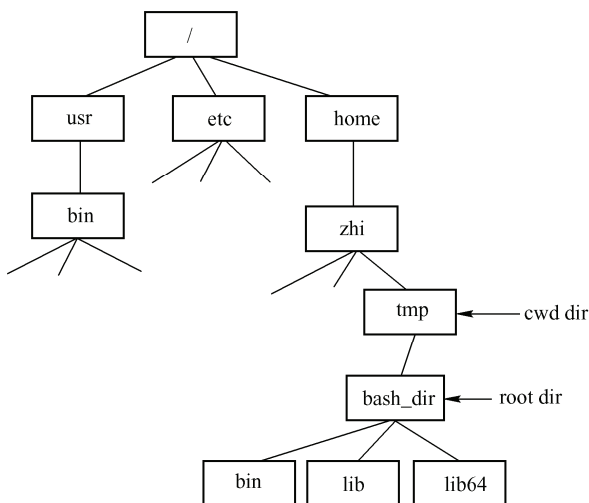 /
usr
etc
home
bin
zhi
tmp
cwd dir
bash_dir
root dir
bin
lib
lib64